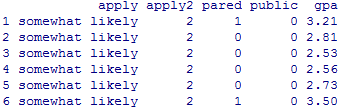 apply apply2 pared public gpa
1 somewhat likely 2 1 0 3.21
2 somewhat likely 2 0 0 2.81
3 somewhat likely 2 0 0 2.53
4 somewhat likely 2 0 0 2.56
5 somewhat likely 2 0 0 2.73
6 somewhat likely 2 1 0 3.50